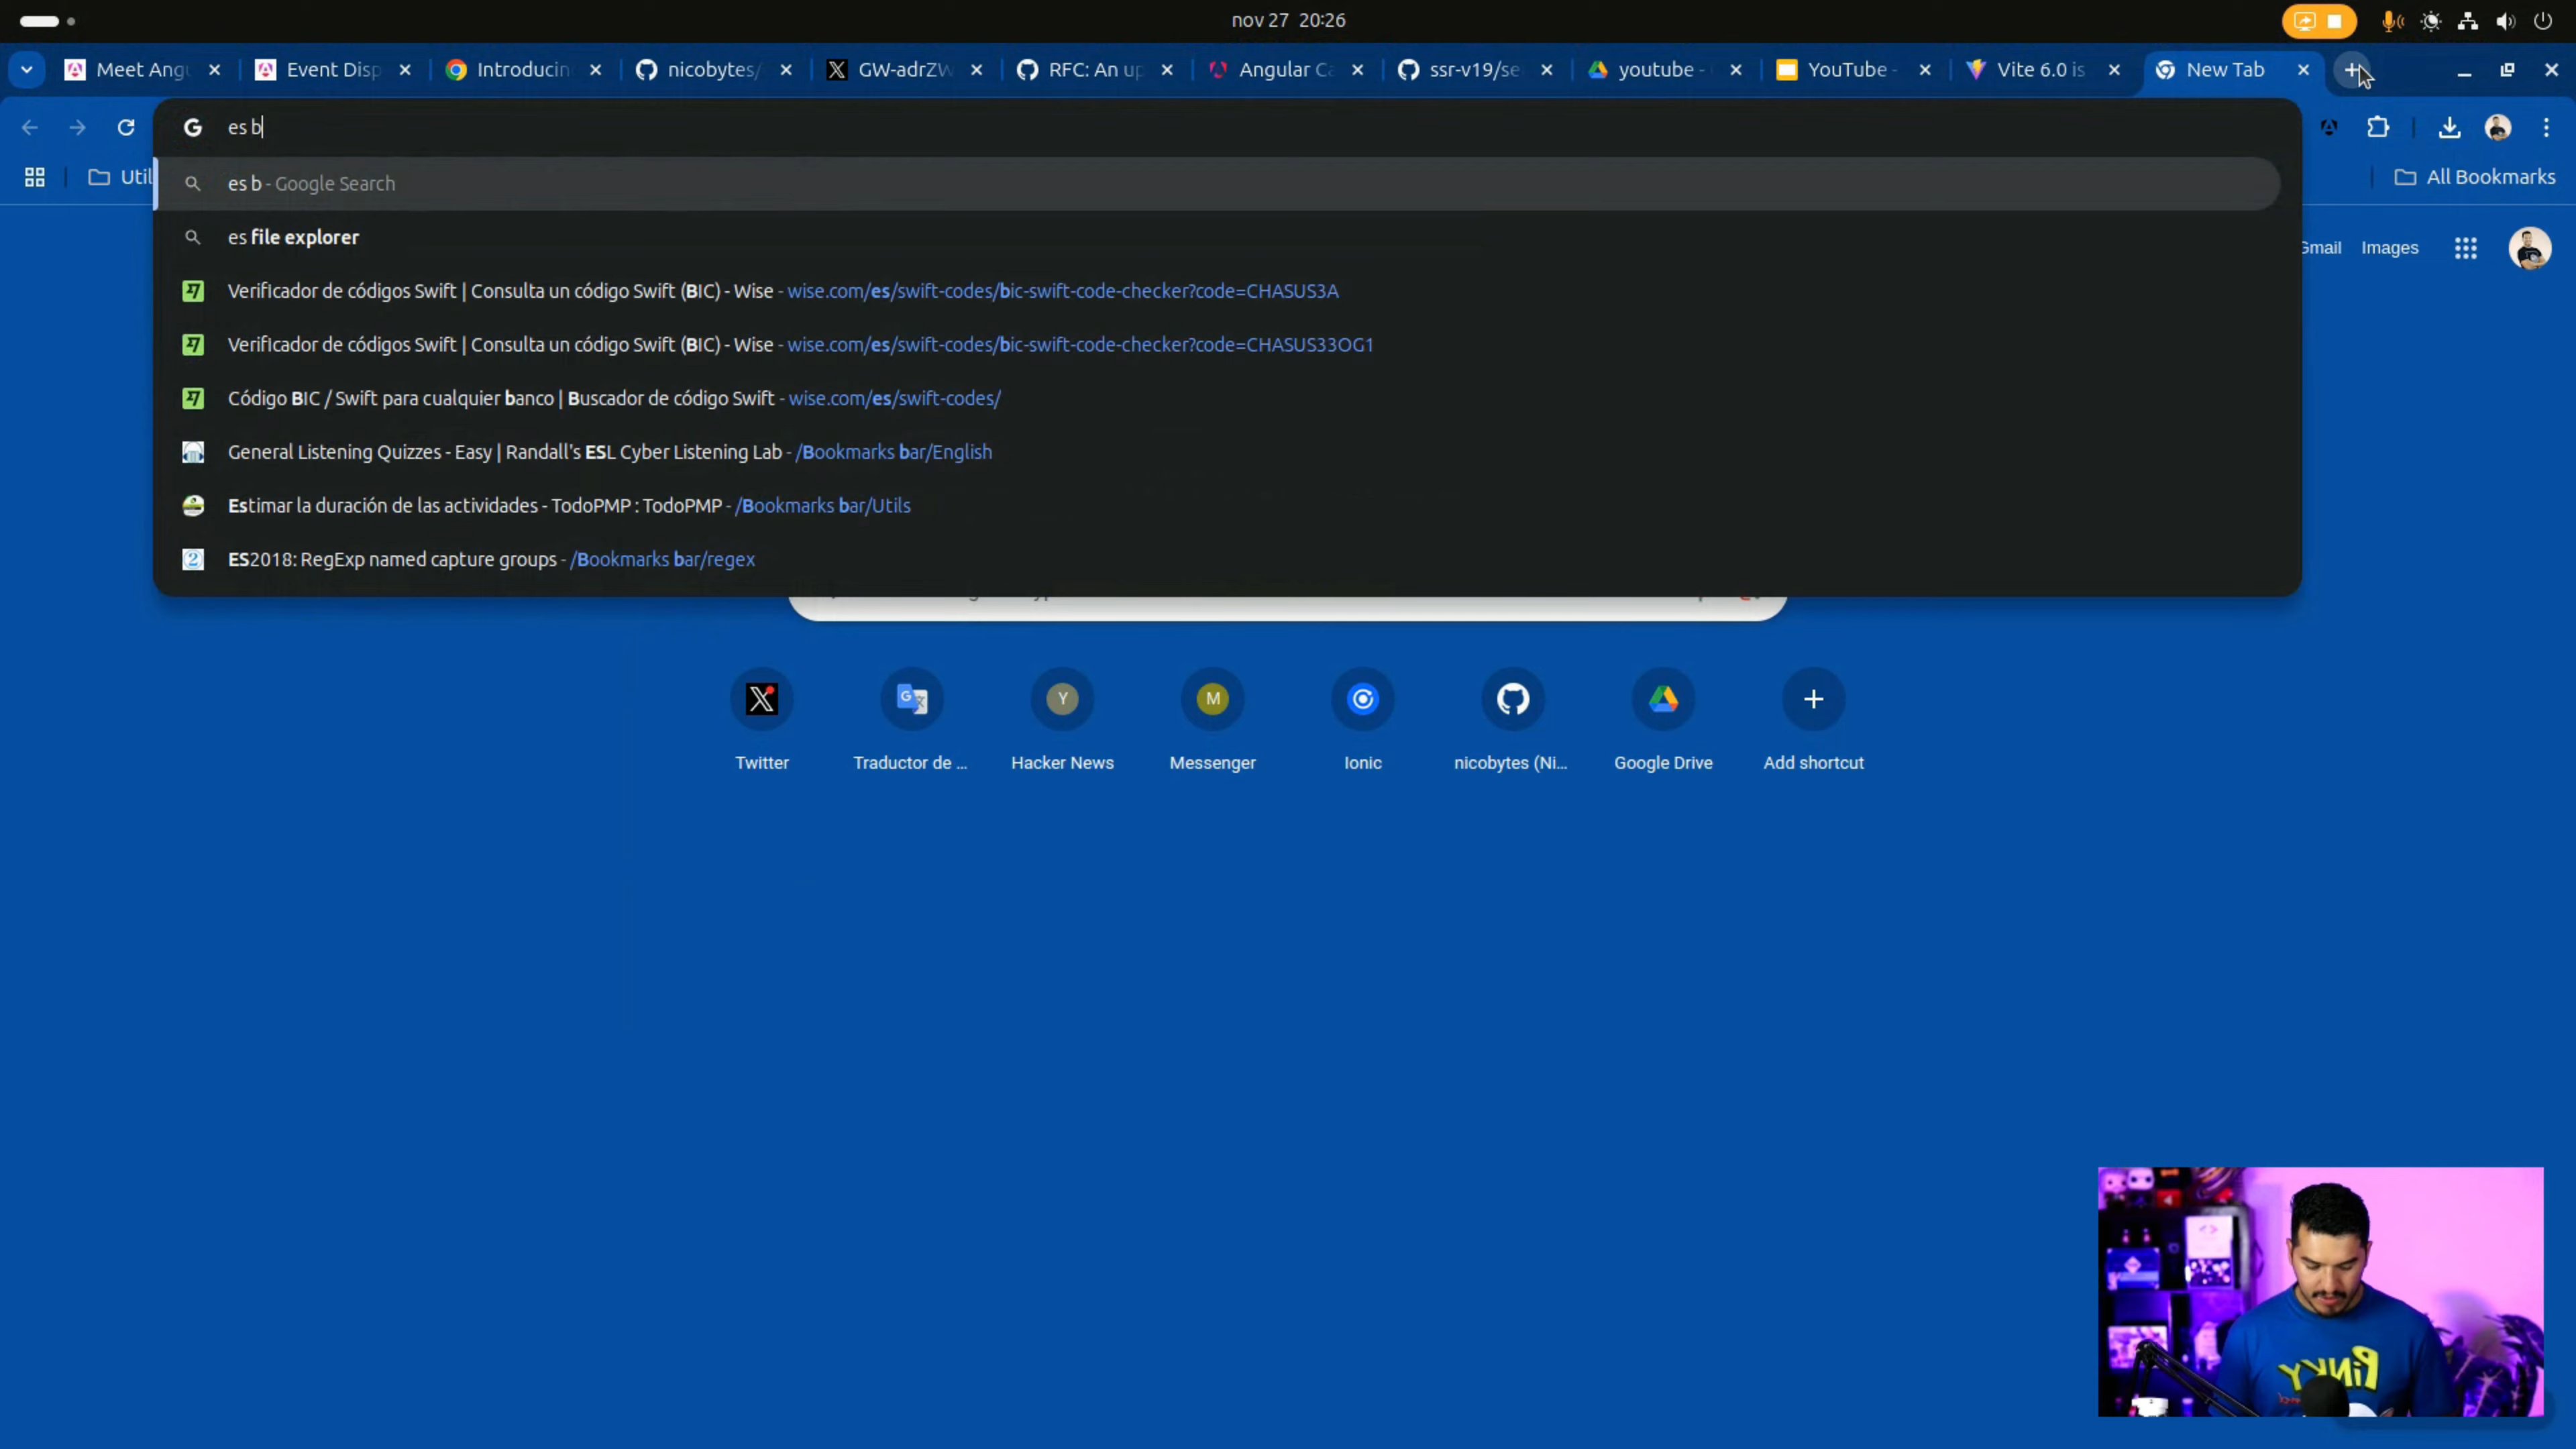 nov 27 20:26
Meet Angu
Event Disp
Introducin
nicobytes/
GW-adrZW
RFC: An up
Angular Ca
ssr-v19/se
youtube -
YouTube -
Vite 6.0 is
New Tab
es b
Util
All Bookmarks
es b - Google Search
es file explorer
Gmail Images
Verificador de códigos Swift | Consulta un código Swift (BIC) - Wise - wise.com/es/swift-codes/bic-swift-code-checker?code=CHASUS3A
Verificador de códigos Swift | Consulta un código Swift (BIC) - Wise - wise.com/es/swift-codes/bic-swift-code-checker?code=CHASUS33OG1
Código BIC / Swift para cualquier banco | Buscador de código Swift - wise.com/es/swift-codes/
General Listening Quizzes - Easy | Randall's ESL Cyber Listening Lab - /Bookmarks bar/English
Estimar la duración de las actividades - TodoPMP : TodoPMP - /Bookmarks bar/Utils
ES2018: RegExp named capture groups - /Bookmarks bar/regex
Y
M
Twitter
Traductor de ...
Hacker News
Messenger
Ionic
nicobytes (Ni...
Google Drive
Add shortcut
PINKY